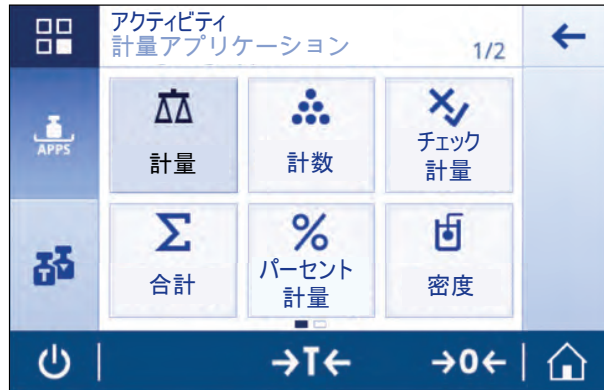 アクティビティ
計量アプリケーション 1/2
APPS
計量
計数
チェック
計量
Σ
合計
%
パーセント
計量
密度
→T←
→0←